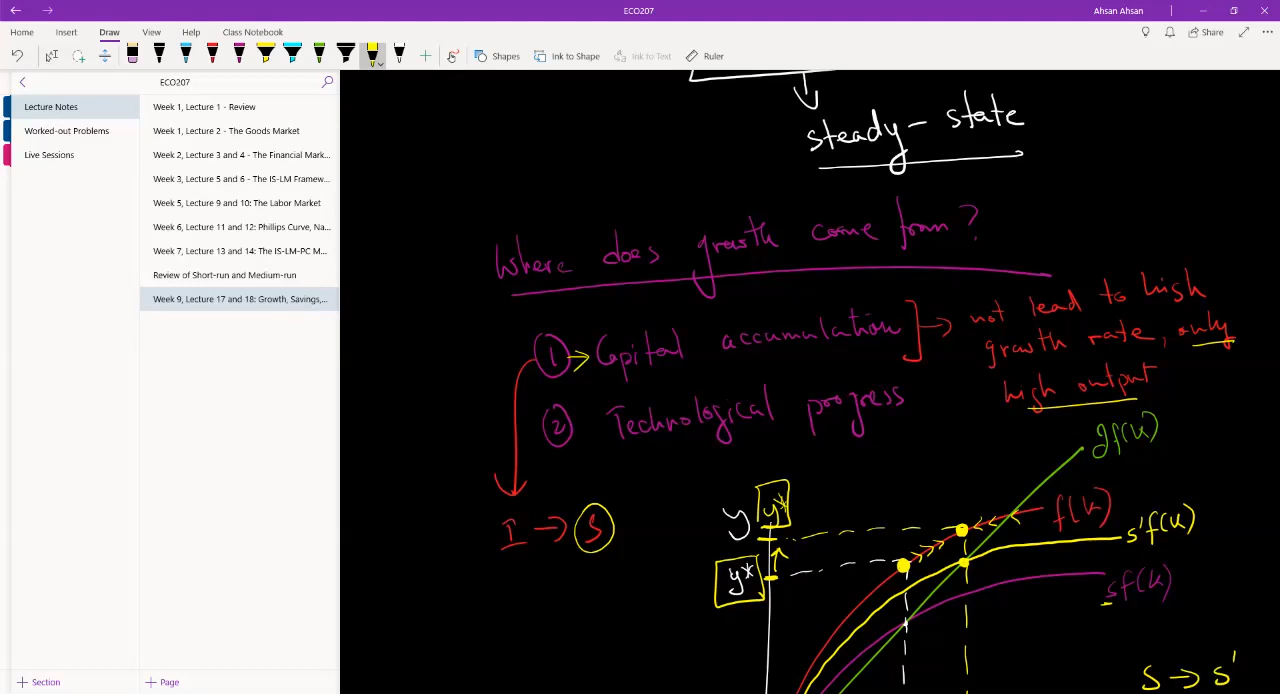 ECO207
Ahsan Ahsan
Home Insert Draw View Help Class Notebook
Share
Shapes Ink to Shape Ink to Text Ruler
ECO207
Lecture Notes
Worked-out Problems
Live Sessions
Week 1, Lecture 1 - Review
Week 1, Lecture 2 - The Goods Market
Week 2, Lecture 3 and 4 - The Financial Mark...
Week 3, Lecture 5 and 6 - The IS-LM Framew...
Week 5, Lecture 9 and 10: The Labor Market
Week 6, Lecture 11 and 12: Phillips Curve, Na...
Week 7, Lecture 13 and 14: The IS-LM-PC M...
Review of Short-run and Medium-run
Week 9, Lecture 17 and 18: Growth, Savings,...
+ Section
+ Page
steady-state
Where does growth come from?
① → Capital accumulation → not lead to high
growth rate, only
high output
② Technological progress
I → S
y y*
y*
∂f(k)
f(k)
s'f(k)
sf(k)
S → S'